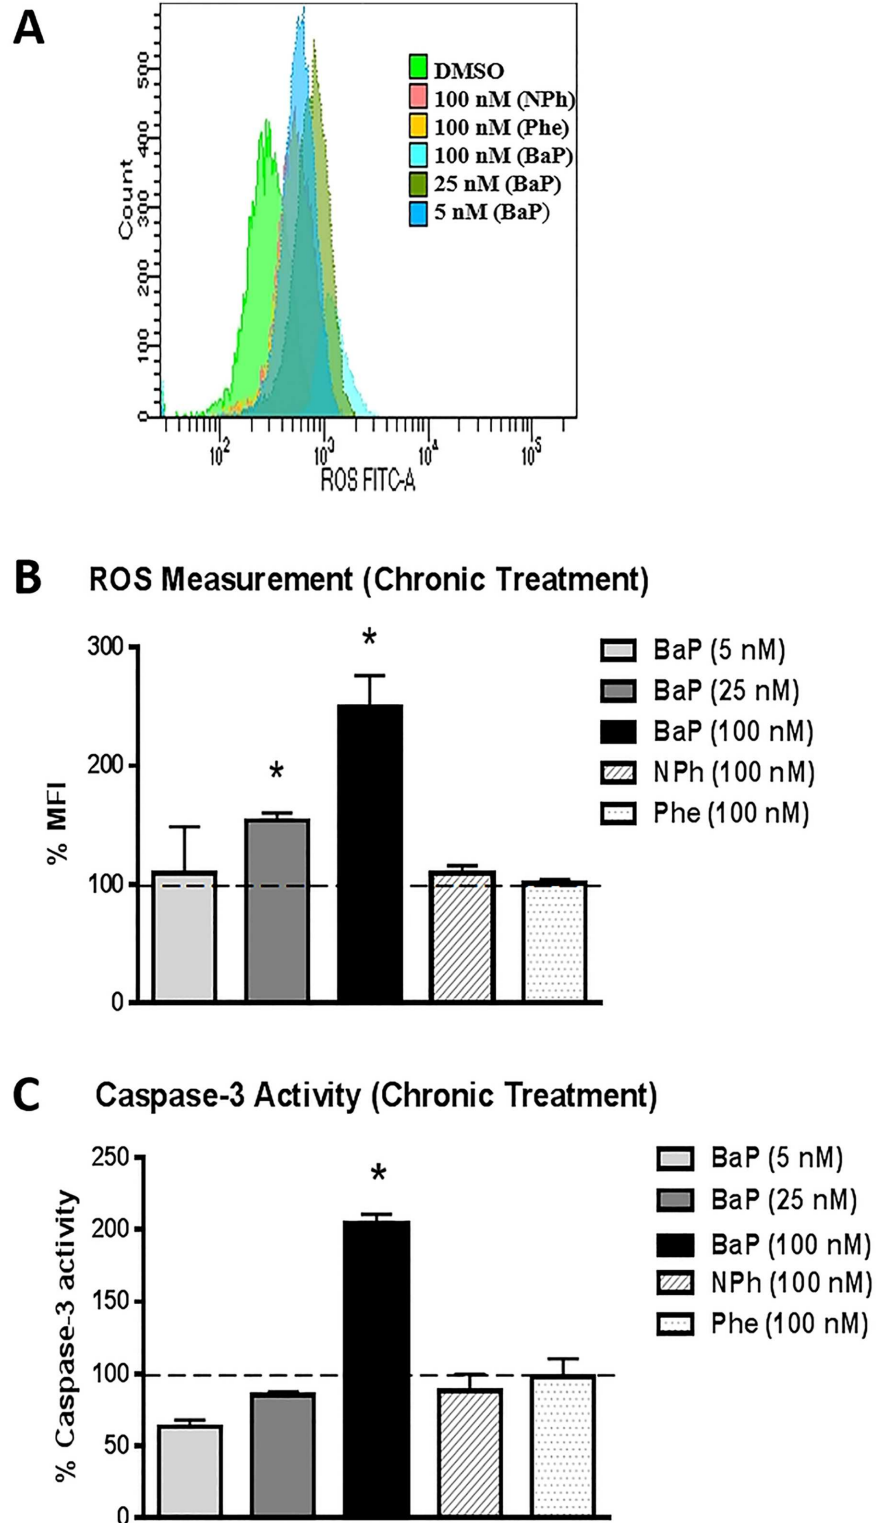 A
500
400
300
200
100
0
Count
DMSO
100 nM (NPh)
100 nM (Phe)
100 nM (BaP)
25 nM (BaP)
5 nM (BaP)
10² 10³ 10⁴ 10⁵
ROS FITC-A
B ROS Measurement (Chronic Treatment)
300
200
100
0
% MFI
*
*
BaP (5 nM)
BaP (25 nM)
BaP (100 nM)
NPh (100 nM)
Phe (100 nM)
C Caspase-3 Activity (Chronic Treatment)
250
200
150
100
50
0
% Caspase-3 activity
*
BaP (5 nM)
BaP (25 nM)
BaP (100 nM)
NPh (100 nM)
Phe (100 nM)